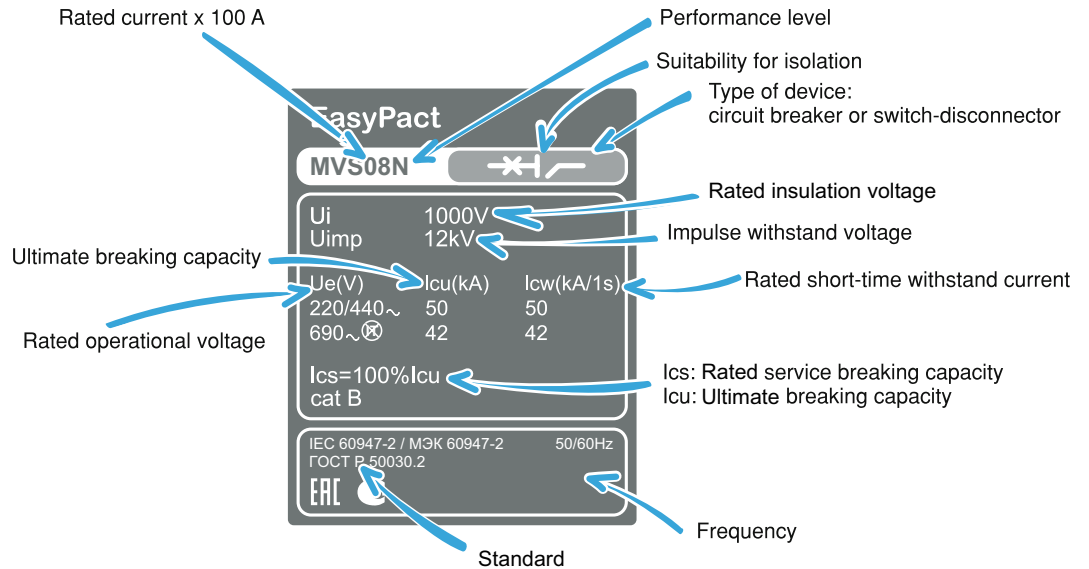 Rated current x 100 A
Performance level
Suitability for isolation
Type of device:
circuit breaker or switch-disconnector
EasyPact
MVS08N
Rated insulation voltage
Ui 1000V
Uimp 12kV
Impulse withstand voltage
Ultimate breaking capacity
Ue(V) Icu(kA) Icw(kA/1s)
Rated short-time withstand current
220/440~ 50 50
690~ 42 42
Rated operational voltage
Ics=100%Icu
cat B
Ics: Rated service breaking capacity
Icu: Ultimate breaking capacity
IEC 60947-2 / МЭК 60947-2 50/60Hz
ГОСТ Р 50030.2
EAC
Frequency
Standard